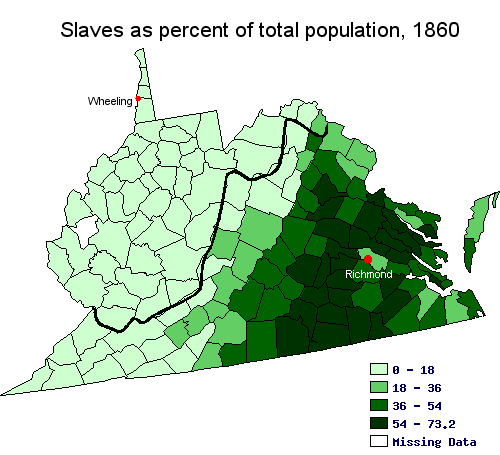 Slaves as percent of total population, 1860
Wheeling
Richmond
0 - 18
18 - 36
36 - 54
54 - 73.2
Missing Data